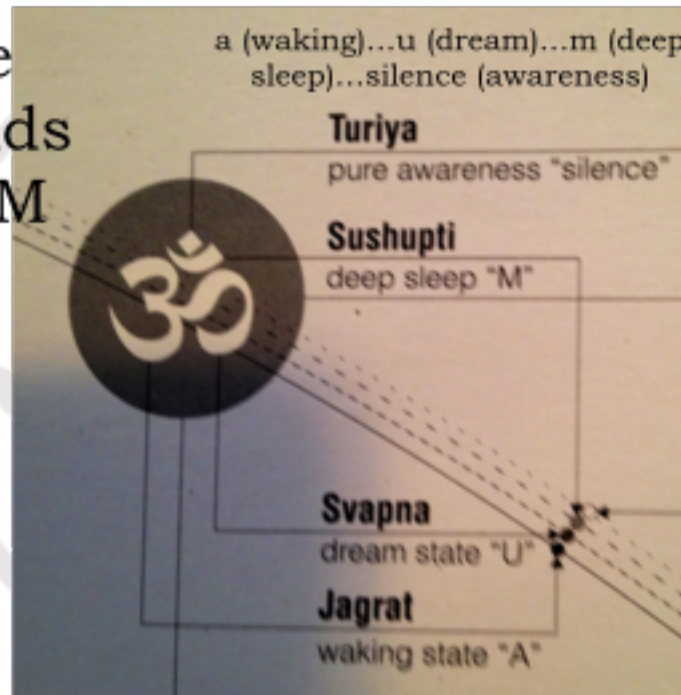 a (waking)...u (dream)...m (deep
sleep)...silence (awareness)
Turiya
pure awareness "silence"
Sushupti
deep sleep "M"
ॐ
Svapna
dream state "U"
Jagrat
waking state "A"
M